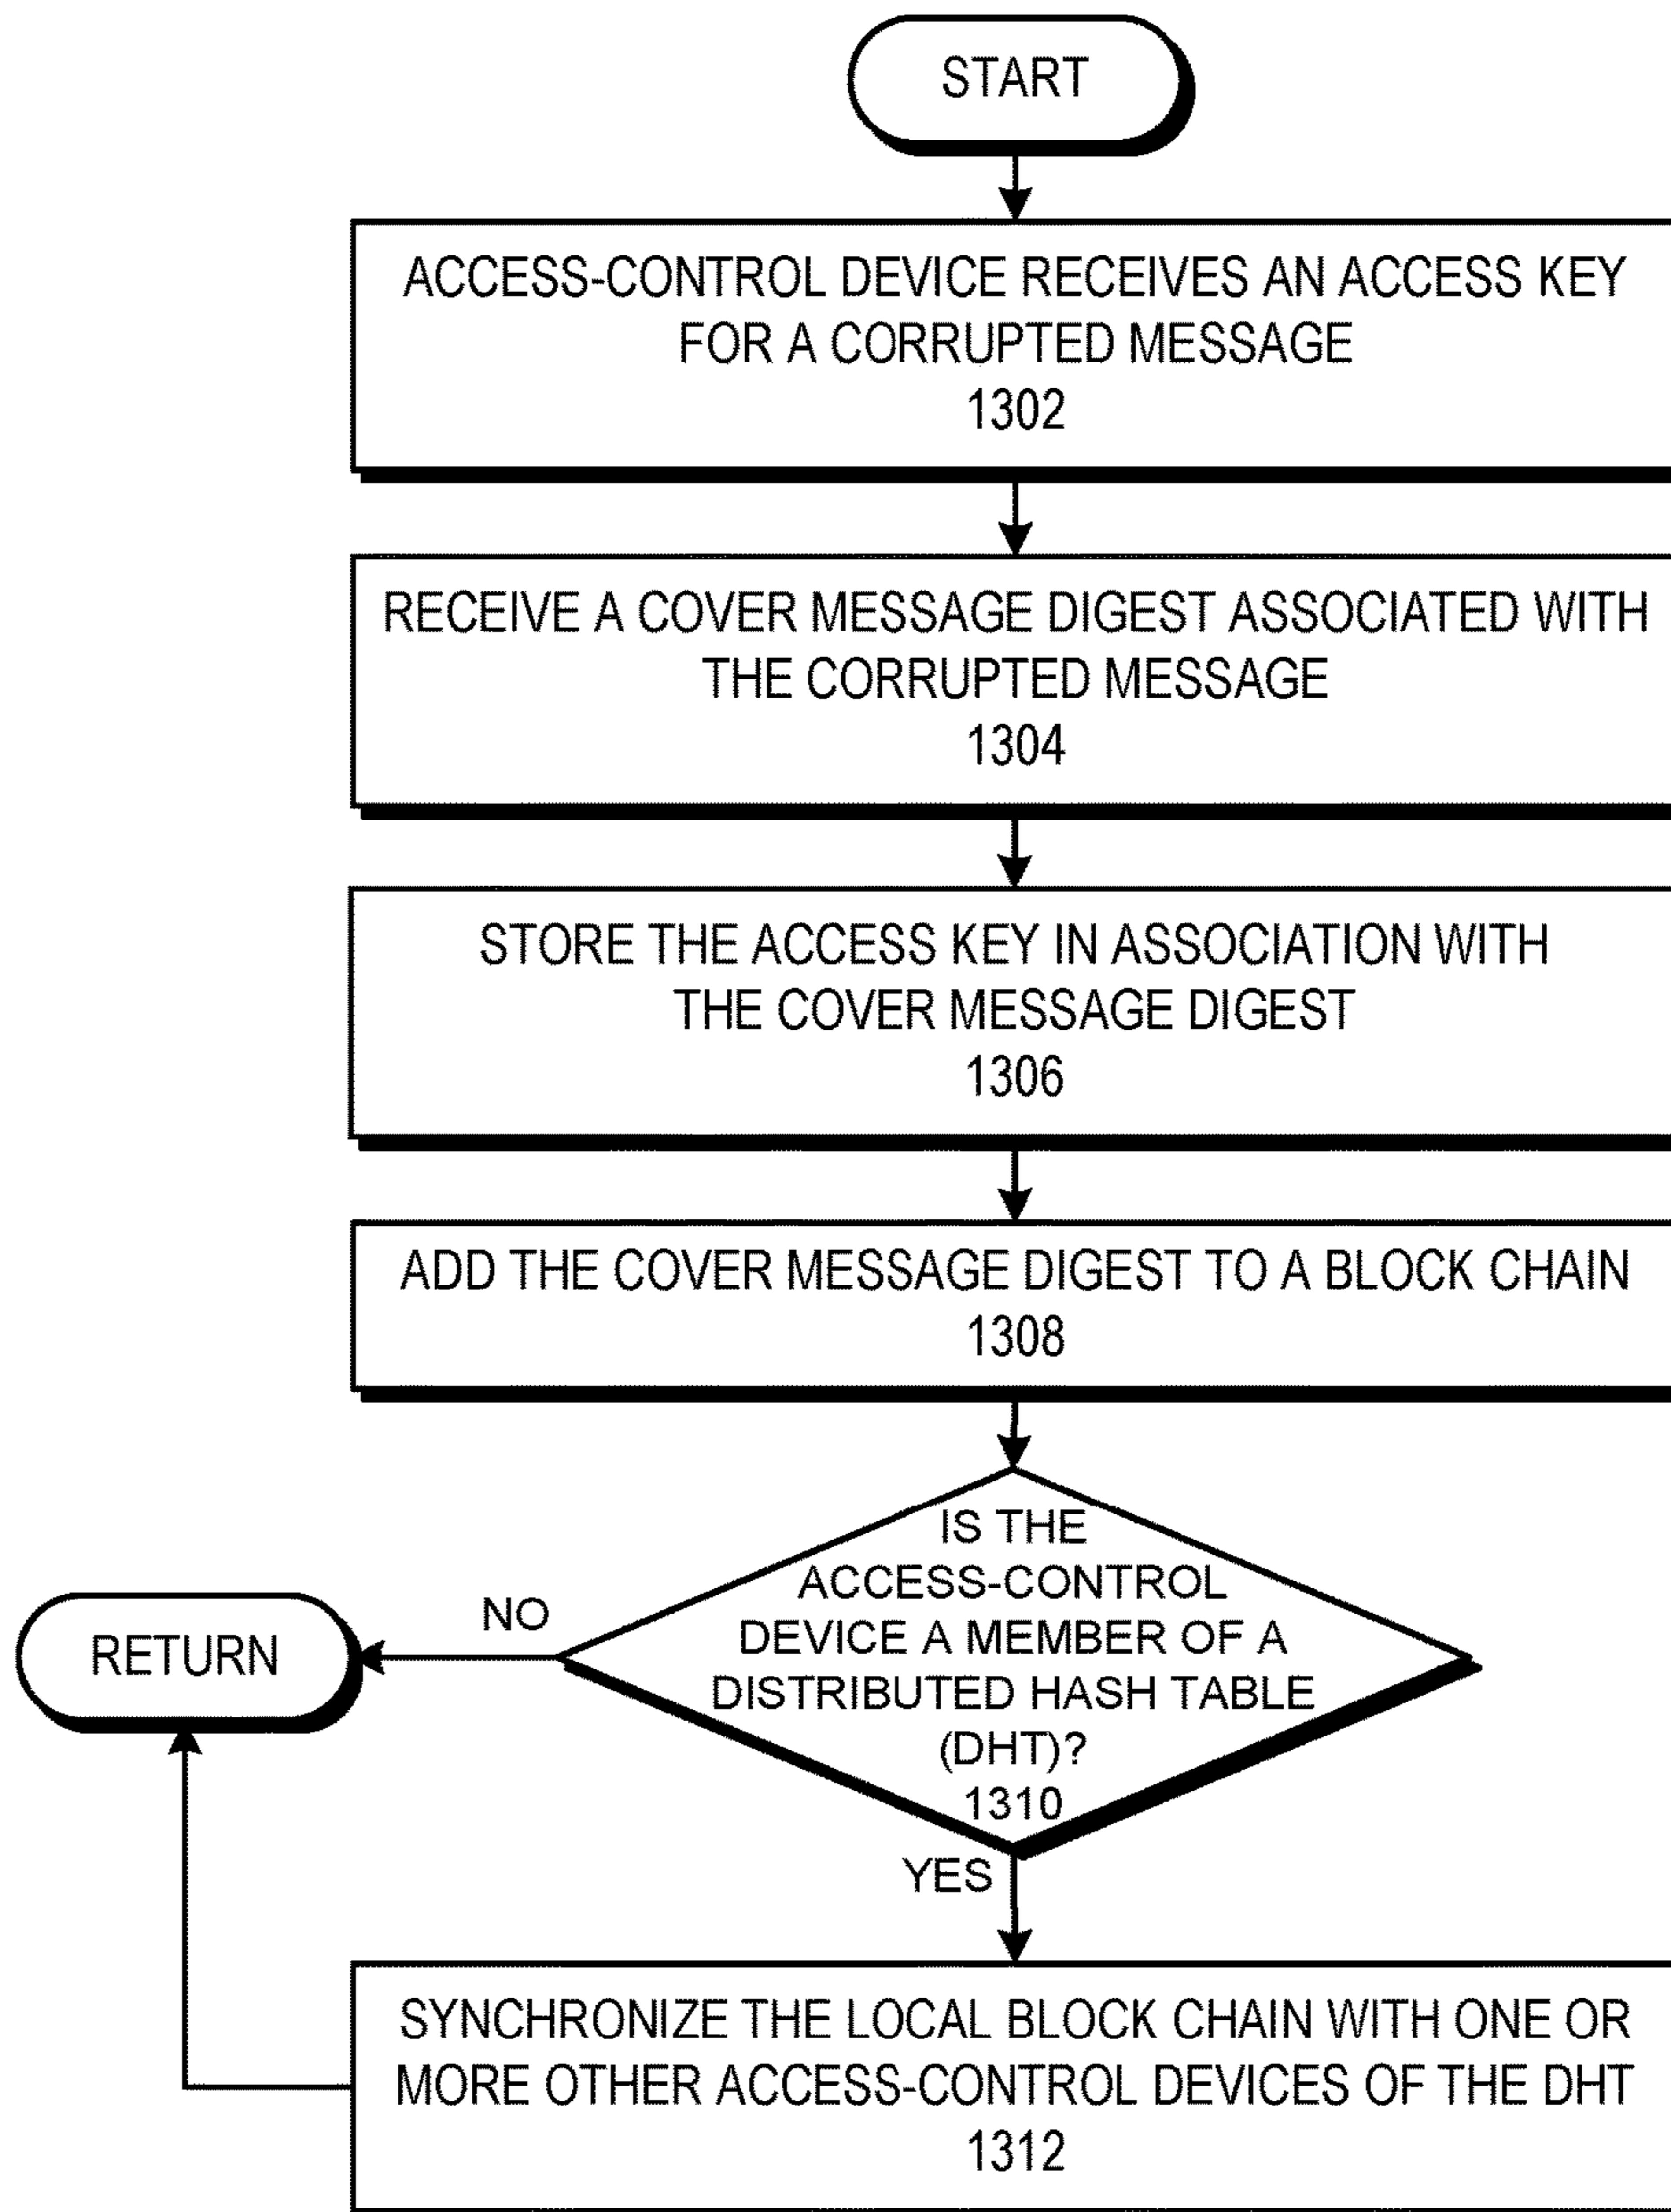 START
ACCESS-CONTROL DEVICE RECEIVES AN ACCESS KEY
FOR A CORRUPTED MESSAGE
1302
RECEIVE A COVER MESSAGE DIGEST ASSOCIATED WITH
THE CORRUPTED MESSAGE
1304
STORE THE ACCESS KEY IN ASSOCIATION WITH
THE COVER MESSAGE DIGEST
1306
ADD THE COVER MESSAGE DIGEST TO A BLOCK CHAIN
1308
IS THE
ACCESS-CONTROL
DEVICE A MEMBER OF A
DISTRIBUTED HASH TABLE
(DHT)?
1310
NO
RETURN
YES
SYNCHRONIZE THE LOCAL BLOCK CHAIN WITH ONE OR
MORE OTHER ACCESS-CONTROL DEVICES OF THE DHT
1312